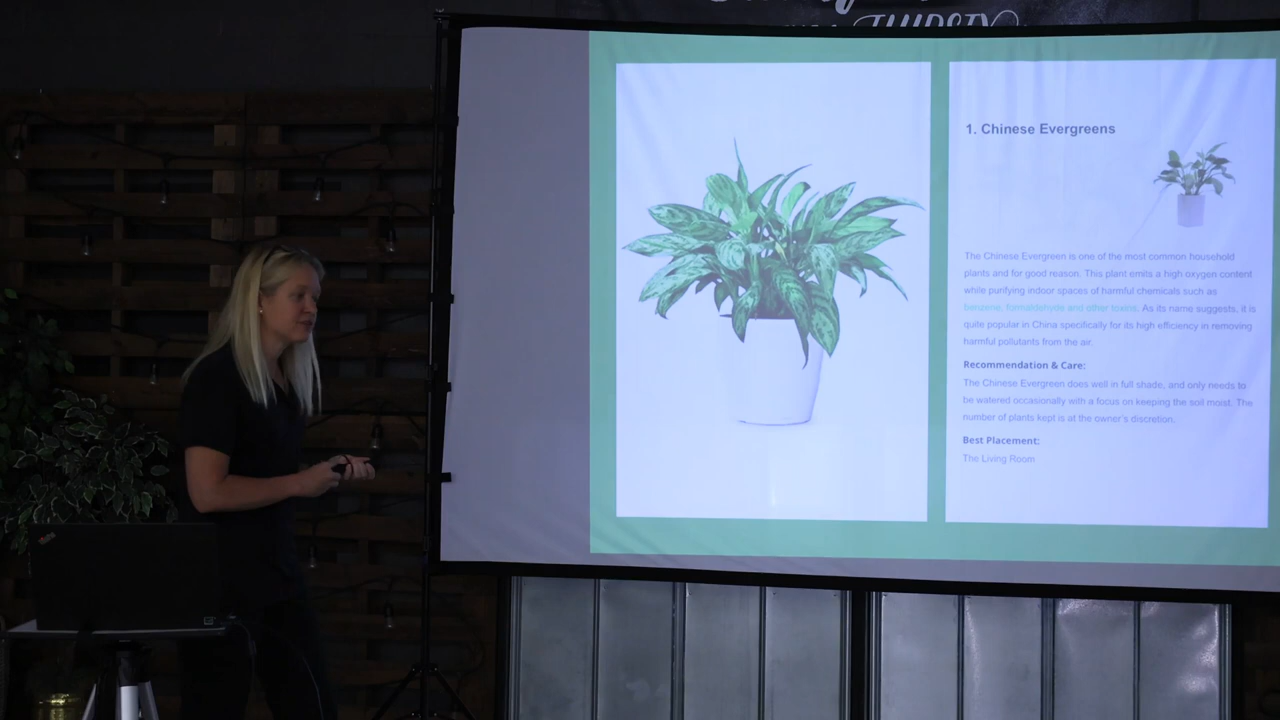 THIRSTY
1. Chinese Evergreens
The Chinese Evergreen is one of the most common household
plants and for good reason. This plant emits a high oxygen content
while purifying indoor spaces of harmful chemicals such as
benzene, formaldehyde and other toxins. As its name suggests, it is
quite popular in China specifically for its high efficiency in removing
harmful pollutants from the air.
Recommendation & Care:
The Chinese Evergreen does well in full shade, and only needs to
be watered occasionally with a focus on keeping the soil moist. The
number of plants kept is at the owner's discretion.
Best Placement:
The Living Room